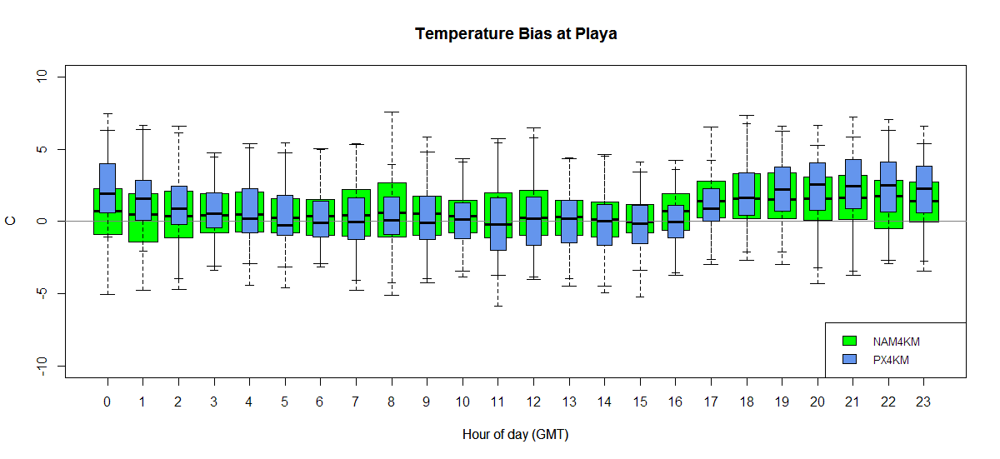 Temperature Bias at Playa
10
5
0
-5
-10
C
NAM4KM
PX4KM
0 1 2 3 4 5 6 7 8 9 10 11 12 13 14 15 16 17 18 19 20 21 22 23
Hour of day (GMT)